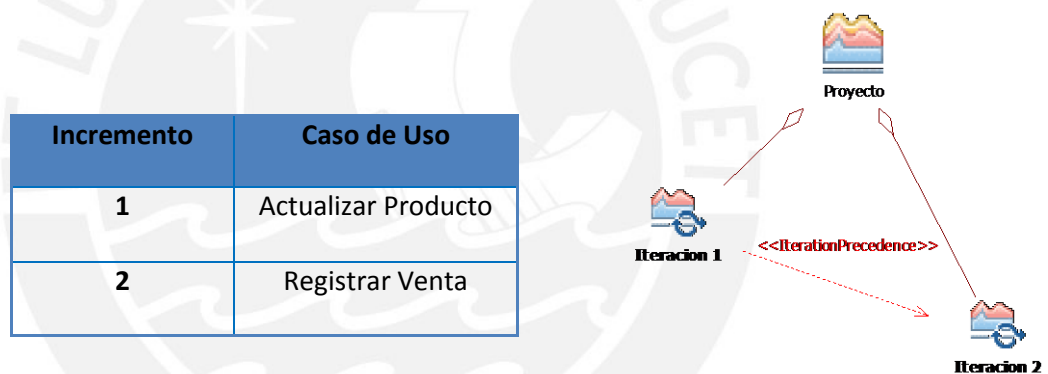 Incremento Caso de Uso
1 Actualizar Producto
2 Registrar Venta
Proyecto
Iteracion 1
<<IterationPrecedence>>
Iteracion 2